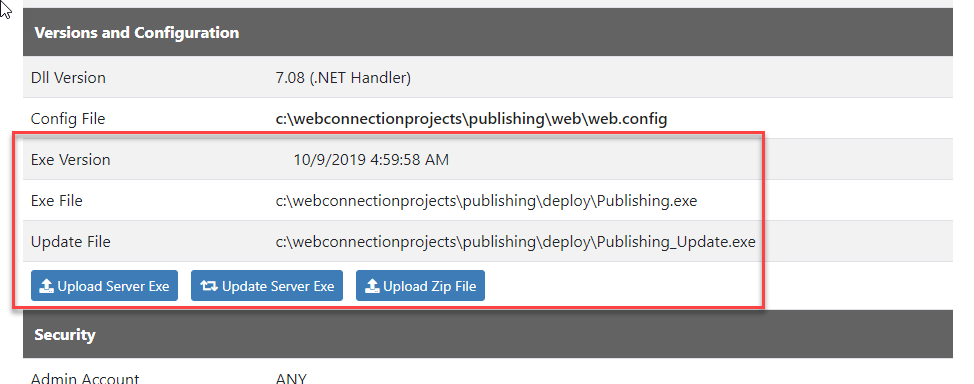 Versions and Configuration
Dll Version 7.08 (.NET Handler)
Config File c:\webconnectionprojects\publishing\web\web.config
Exe Version 10/9/2019 4:59:58 AM
Exe File c:\webconnectionprojects\publishing\deploy\Publishing.exe
Update File c:\webconnectionprojects\publishing\deploy\Publishing_Update.exe
Upload Server Exe Update Server Exe Upload Zip File
Security
Admin Account ANY